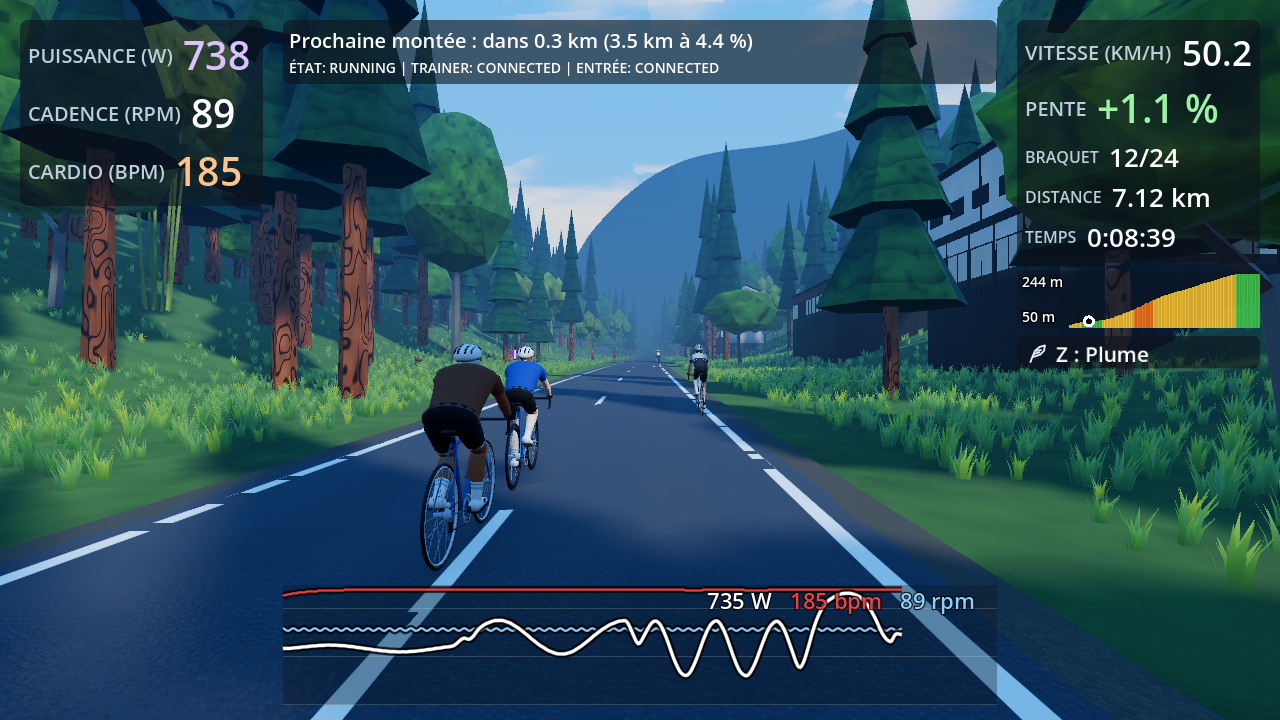 PUISSANCE (W) 738
CADENCE (RPM) 89
CARDIO (BPM) 185
Prochaine montée : dans 0.3 km (3.5 km à 4.4 %)
ÉTAT: RUNNING | TRAINER: CONNECTED | ENTRÉE: CONNECTED
VITESSE (KM/H) 50.2
PENTE +1.1 %
BRAQUET 12/24
DISTANCE 7.12 km
TEMPS 0:08:39
244 m
50 m
Z : Plume
735 W 185 bpm 89 rpm